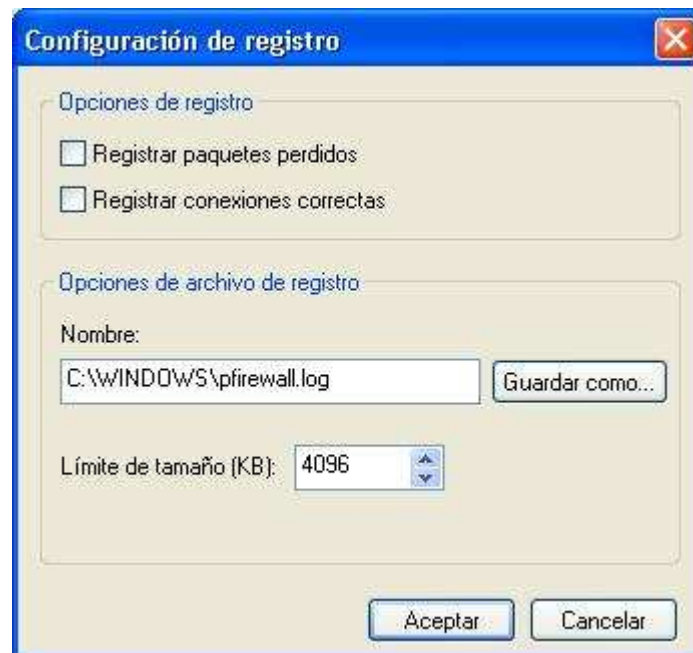 Configuración de registro
Opciones de registro
Registrar paquetes perdidos
Registrar conexiones correctas
Opciones de archivo de registro
Nombre:
C:\WINDOWS\pfirewall.log
Guardar como...
Límite de tamaño (KB): 4096
Aceptar
Cancelar